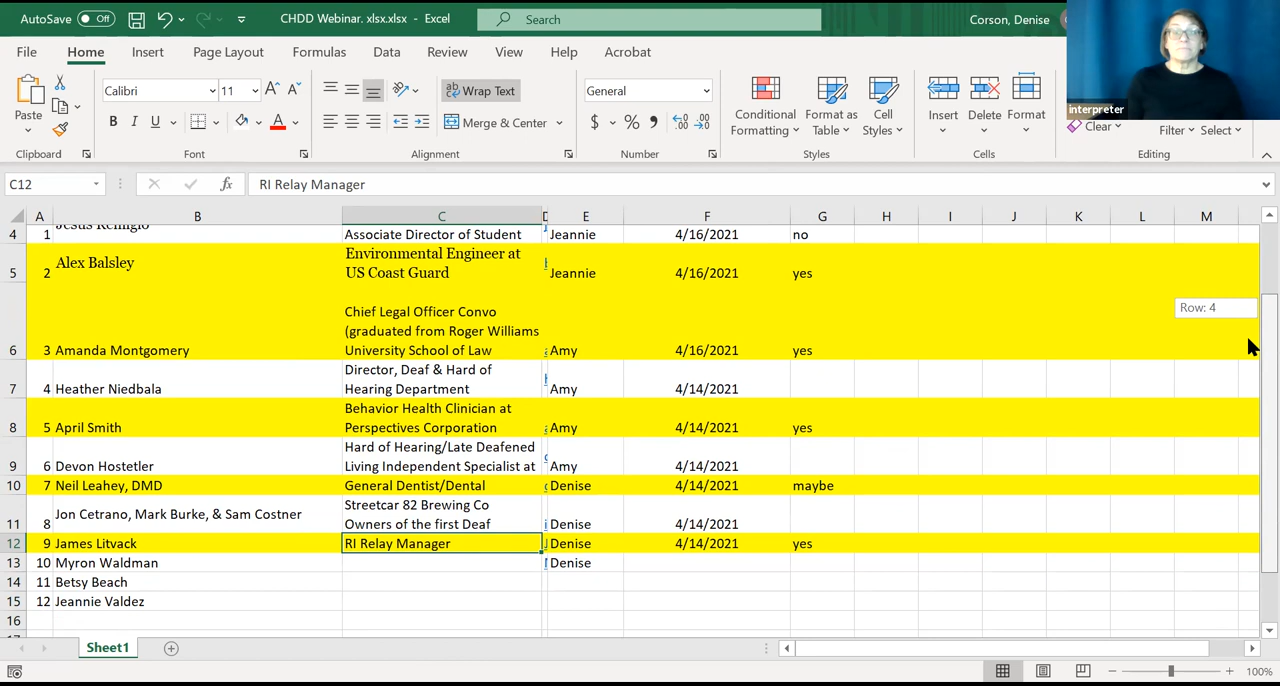 AutoSave Off CHDD Webinar. xlsx.xlsx - Excel Search Corson, Denise
File Home Insert Page Layout Formulas Data Review View Help Acrobat
interpreter
Paste Calibri 11 Wrap Text General Conditional Formatting Format as Table Cell Styles Insert Delete Format
B I U Merge & Center $ % Clear Filter Select
Clipboard Font Alignment Number Styles Cells Editing
C12 fx RI Relay Manager
A B C D E F G H I J K L M
4 1 Jesus Remigio Associate Director of Student Jeannie 4/16/2021 no
Environmental Engineer at
5 2 Alex Balsley US Coast Guard Jeannie 4/16/2021 yes
Row: 4
Chief Legal Officer Convo
(graduated from Roger Williams
6 3 Amanda Montgomery University School of Law Amy 4/16/2021 yes
Director, Deaf & Hard of
7 4 Heather Niedbala Hearing Department Amy 4/14/2021
Behavior Health Clinician at
8 5 April Smith Perspectives Corporation Amy 4/14/2021 yes
Hard of Hearing/Late Deafened
9 6 Devon Hostetler Living Independent Specialist at Amy 4/14/2021
10 7 Neil Leahey, DMD General Dentist/Dental Denise 4/14/2021 maybe
Streetcar 82 Brewing Co
11 8 Jon Cetrano, Mark Burke, & Sam Costner Owners of the first Deaf Denise 4/14/2021
12 9 James Litvack RI Relay Manager Denise 4/14/2021 yes
13 10 Myron Waldman Denise
14 11 Betsy Beach
15 12 Jeannie Valdez
16
Sheet1
100%